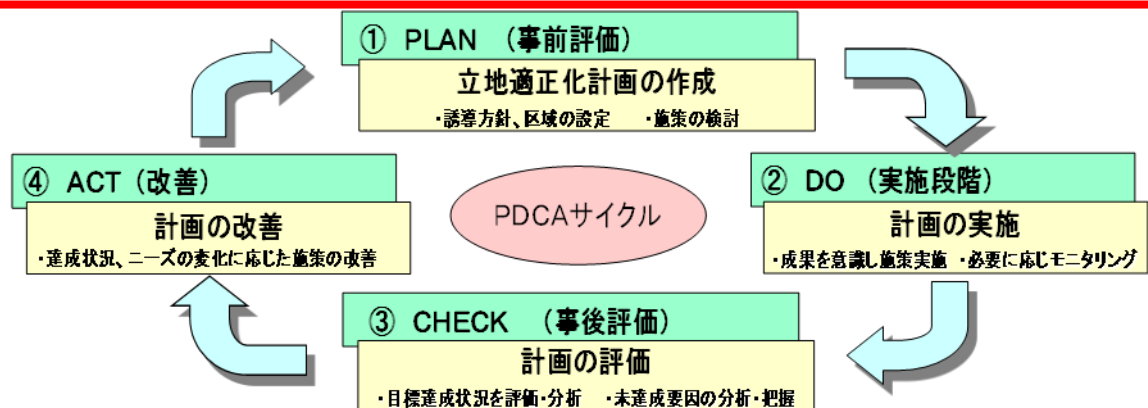 ① PLAN （事前評価）
立地適正化計画の作成
・誘導方針、区域の設定　・施策の検討
④ ACT（改善）
計画の改善
・達成状況、ニーズの変化に応じた施策の改善
PDCAサイクル
② DO （実施段階）
計画の実施
・成果を意識し施策実施 ・必要に応じモニタリング
③ CHECK （事後評価）
計画の評価
・目標達成状況を評価・分析　・未達成要因の分析・把握